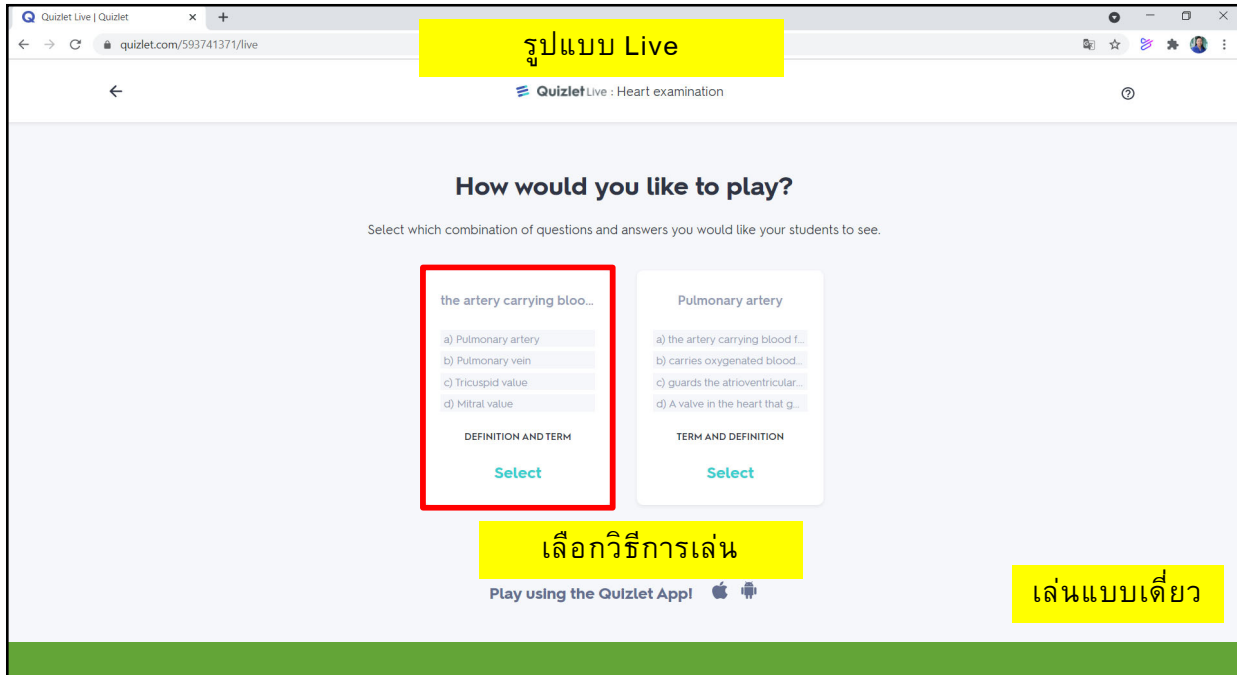 Quizlet Live | Quizlet
quizlet.com/593741371/live
รูปแบบ Live
Quizlet Live : Heart examination
How would you like to play?
Select which combination of questions and answers you would like your students to see.
the artery carrying bloo...
a) Pulmonary artery
b) Pulmonary vein
c) Tricuspid value
d) Mitral value
DEFINITION AND TERM
Select
Pulmonary artery
a) the artery carrying blood f...
b) carries oxygenated blood...
c) guards the atrioventricular...
d) A valve in the heart that g...
TERM AND DEFINITION
Select
เลือกวิธีการเล่น
Play using the Quizlet App!
เล่นแบบเดี่ยว